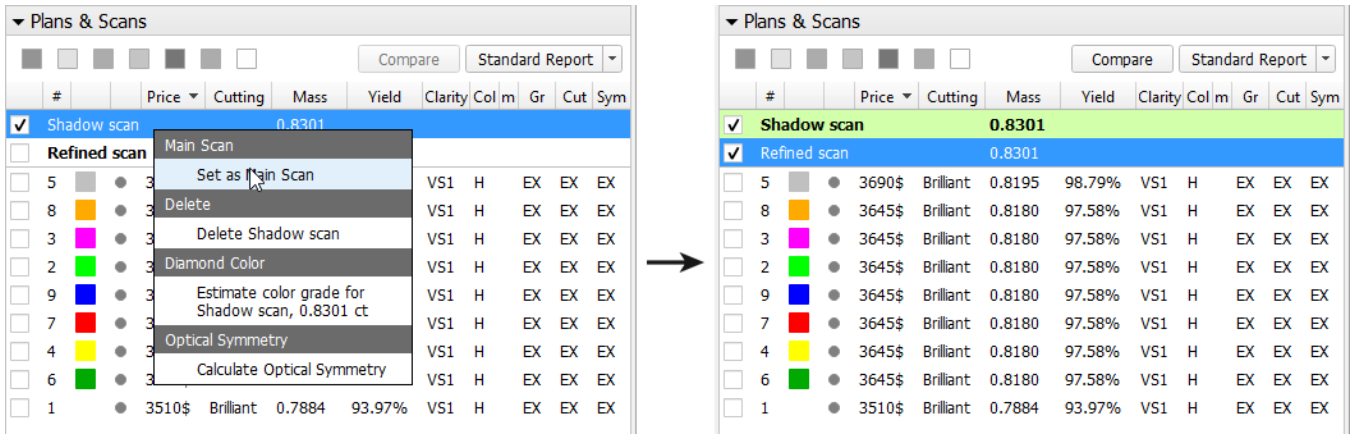 Plans & Scans
Compare Standard Report
# Price Cutting Mass Yield Clarity Col m Gr Cut Sym
Shadow scan 0.8301
Refined scan
Main Scan
Set as Main Scan
Delete
Delete Shadow scan
Diamond Color
Estimate color grade for
Shadow scan, 0.8301 ct
Optical Symmetry
Calculate Optical Symmetry
5 3 VS1 H EX EX EX
8 3 VS1 H EX EX EX
3 3 VS1 H EX EX EX
2 3 VS1 H EX EX EX
9 3 VS1 H EX EX EX
7 3 VS1 H EX EX EX
4 3 VS1 H EX EX EX
6 3 VS1 H EX EX EX
1 3510$ Brilliant 0.7884 93.97% VS1 H EX EX EX
Plans & Scans
Compare Standard Report
# Price Cutting Mass Yield Clarity Col m Gr Cut Sym
Shadow scan 0.8301
Refined scan 0.8301
5 3690$ Brilliant 0.8195 98.79% VS1 H EX EX EX
8 3645$ Brilliant 0.8180 97.58% VS1 H EX EX EX
3 3645$ Brilliant 0.8180 97.58% VS1 H EX EX EX
2 3645$ Brilliant 0.8180 97.58% VS1 H EX EX EX
9 3645$ Brilliant 0.8180 97.58% VS1 H EX EX EX
7 3645$ Brilliant 0.8180 97.58% VS1 H EX EX EX
4 3645$ Brilliant 0.8180 97.58% VS1 H EX EX EX
6 3645$ Brilliant 0.8180 97.58% VS1 H EX EX EX
1 3510$ Brilliant 0.7884 93.97% VS1 H EX EX EX